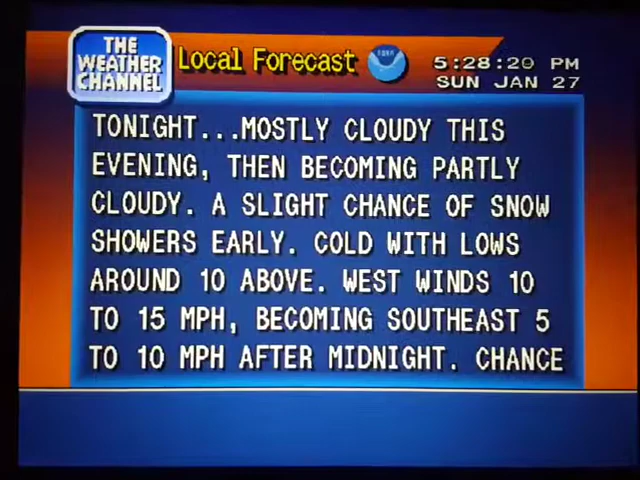 THE
WEATHER
CHANNEL
Local Forecast
5:28:20 PM
SUN JAN 27
TONIGHT...MOSTLY CLOUDY THIS
EVENING, THEN BECOMING PARTLY
CLOUDY. A SLIGHT CHANCE OF SNOW
SHOWERS EARLY. COLD WITH LOWS
AROUND 10 ABOVE. WEST WINDS 10
TO 15 MPH, BECOMING SOUTHEAST 5
TO 10 MPH AFTER MIDNIGHT. CHANCE